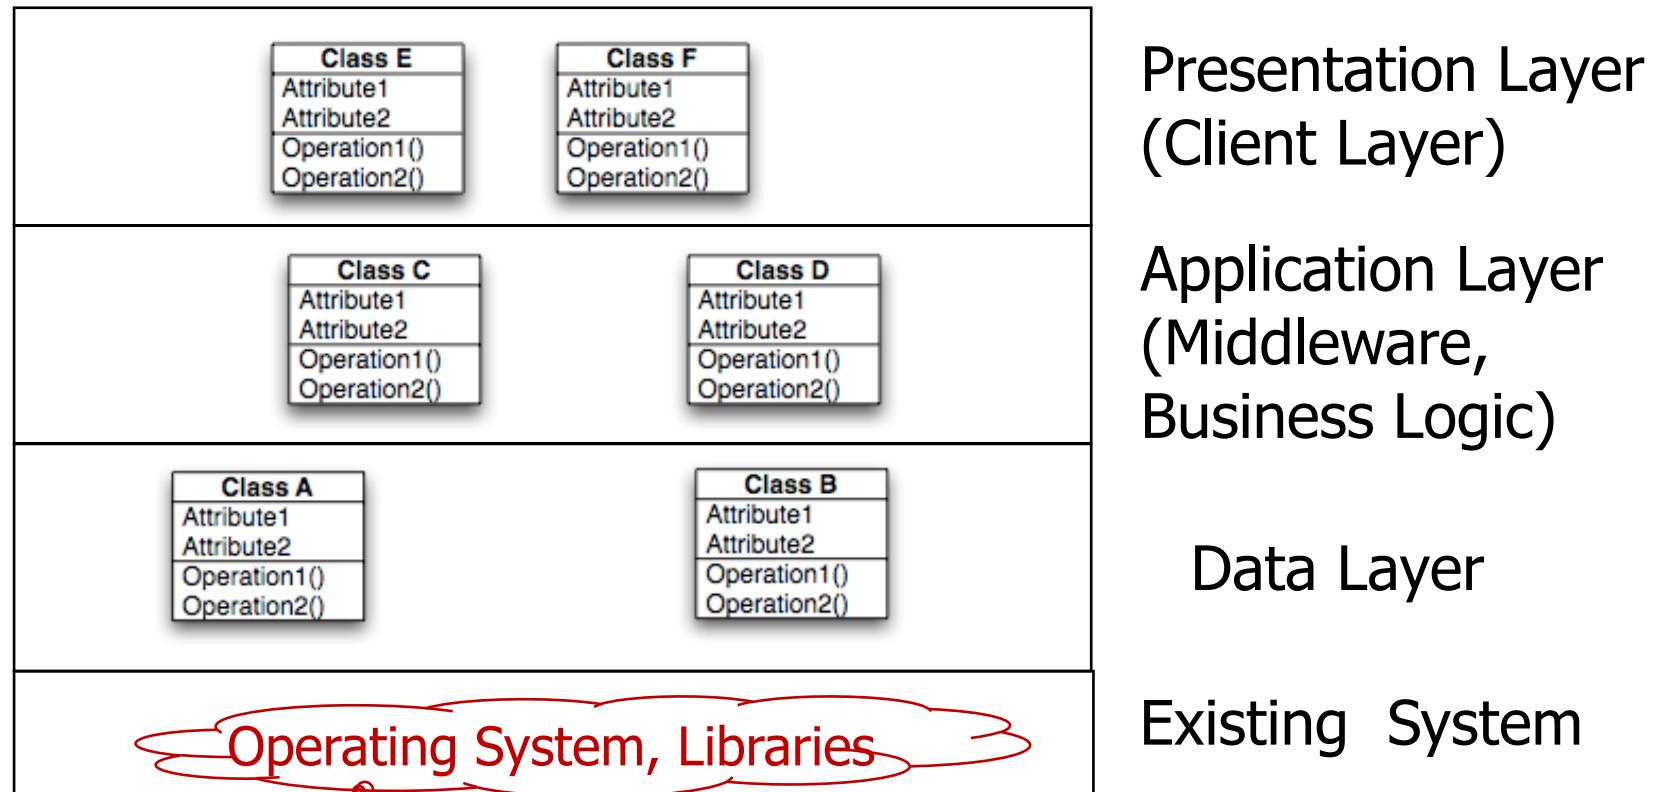 Class E
Attribute1
Attribute2
Operation1()
Operation2()
Class F
Attribute1
Attribute2
Operation1()
Operation2()
Presentation Layer
(Client Layer)
Class C
Attribute1
Attribute2
Operation1()
Operation2()
Class D
Attribute1
Attribute2
Operation1()
Operation2()
Application Layer
(Middleware,
Business Logic)
Class A
Attribute1
Attribute2
Operation1()
Operation2()
Class B
Attribute1
Attribute2
Operation1()
Operation2()
Data Layer
Operating System, Libraries
Existing System